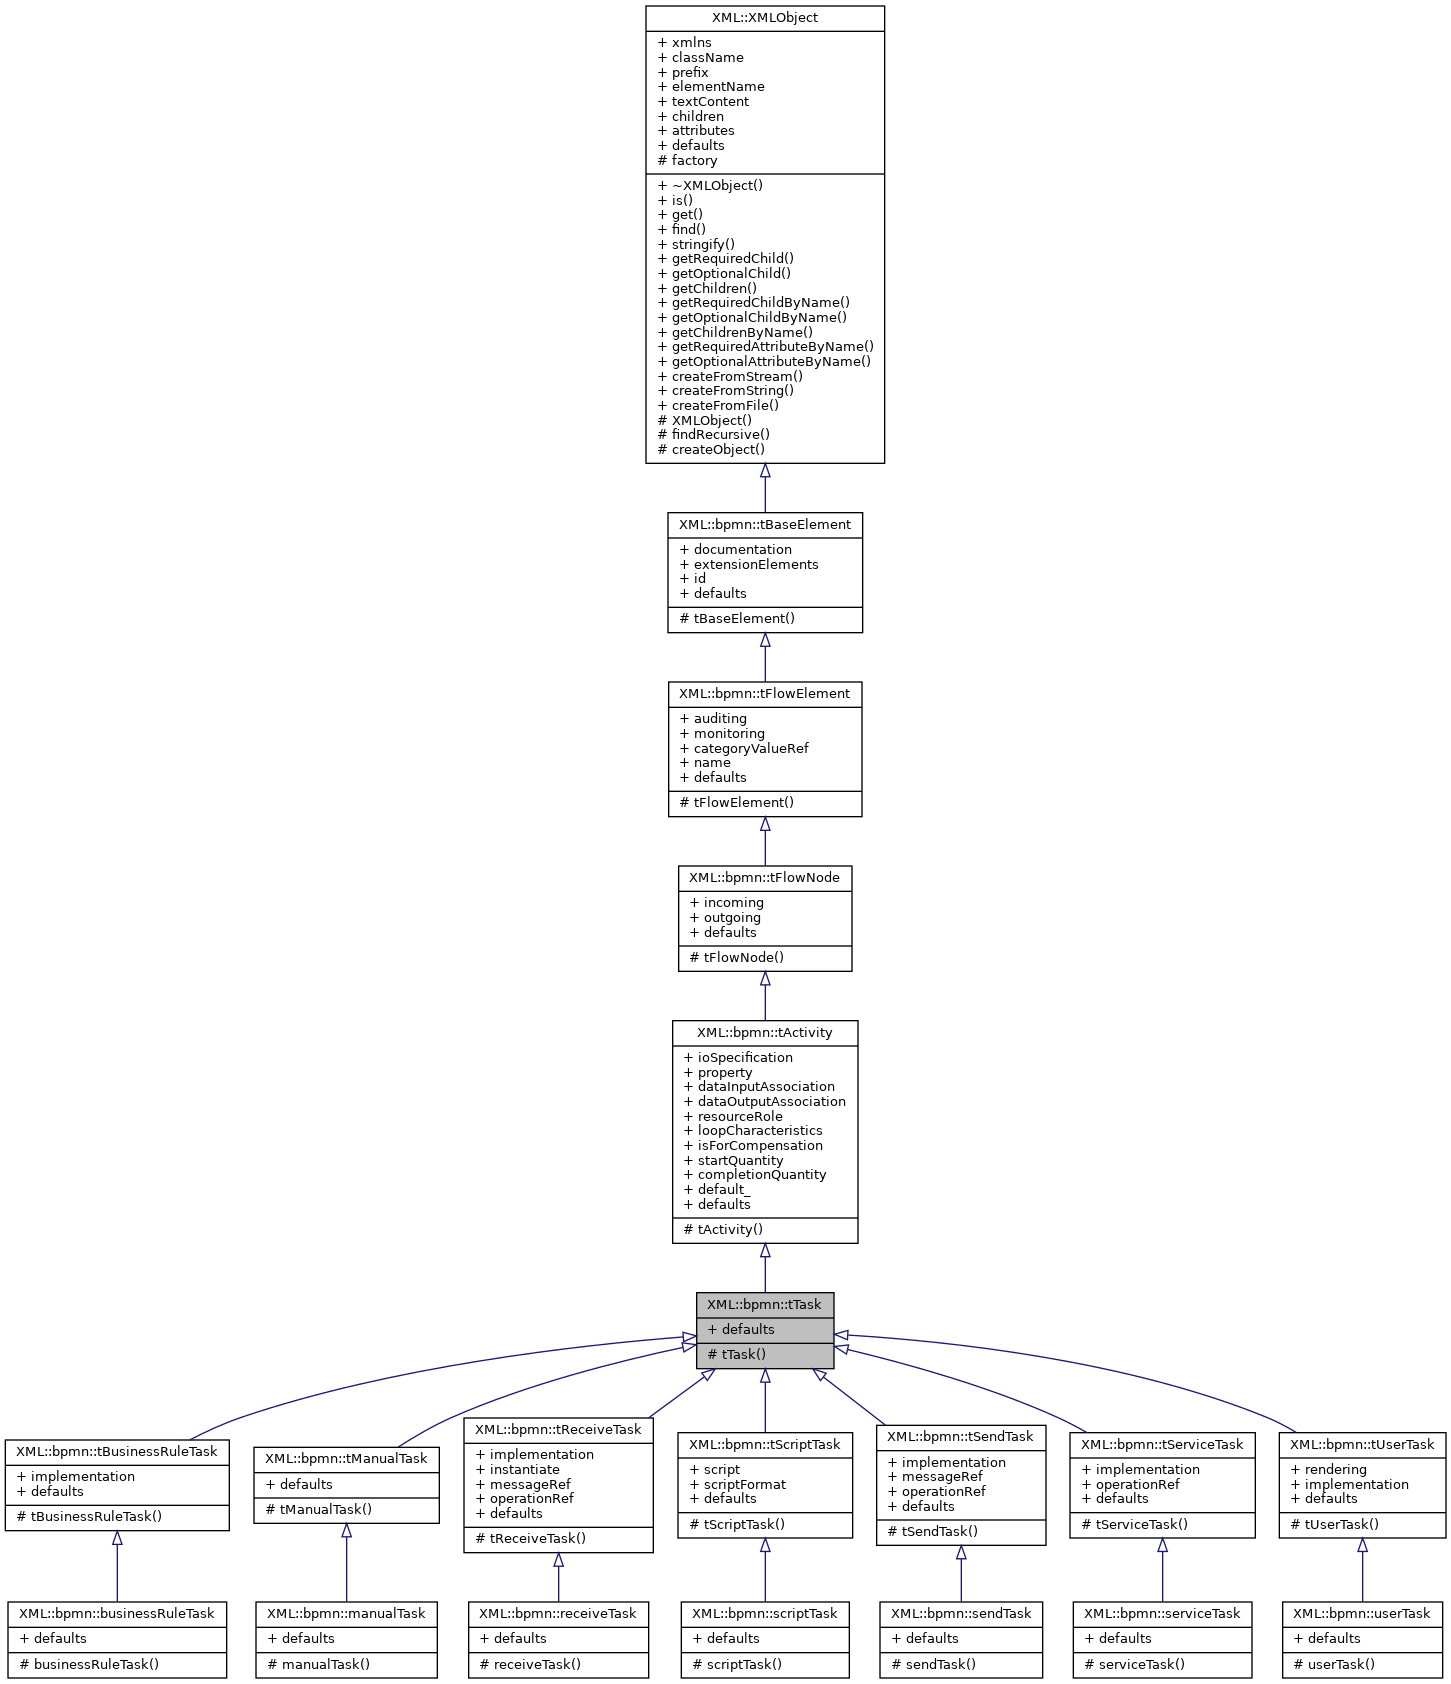 XML::XMLObject
+ xmlns
+ className
+ prefix
+ elementName
+ textContent
+ children
+ attributes
+ defaults
# factory
+ ~XMLObject()
+ is()
+ get()
+ find()
+ stringify()
+ getRequiredChild()
+ getOptionalChild()
+ getChildren()
+ getRequiredChildByName()
+ getOptionalChildByName()
+ getChildrenByName()
+ getRequiredAttributeByName()
+ getOptionalAttributeByName()
+ createFromStream()
+ createFromString()
+ createFromFile()
# XMLObject()
# findRecursive()
# createObject()
XML::bpmn::tBaseElement
+ documentation
+ extensionElements
+ id
+ defaults
# tBaseElement()
XML::bpmn::tFlowElement
+ auditing
+ monitoring
+ categoryValueRef
+ name
+ defaults
# tFlowElement()
XML::bpmn::tFlowNode
+ incoming
+ outgoing
+ defaults
# tFlowNode()
XML::bpmn::tActivity
+ ioSpecification
+ property
+ dataInputAssociation
+ dataOutputAssociation
+ resourceRole
+ loopCharacteristics
+ isForCompensation
+ startQuantity
+ completionQuantity
+ default_
+ defaults
# tActivity()
XML::bpmn::tTask
+ defaults
# tTask()
XML::bpmn::tBusinessRuleTask
+ implementation
+ defaults
# tBusinessRuleTask()
XML::bpmn::tManualTask
+ defaults
# tManualTask()
XML::bpmn::tReceiveTask
+ implementation
+ instantiate
+ messageRef
+ operationRef
+ defaults
# tReceiveTask()
XML::bpmn::tScriptTask
+ script
+ scriptFormat
+ defaults
# tScriptTask()
XML::bpmn::tSendTask
+ implementation
+ messageRef
+ operationRef
+ defaults
# tSendTask()
XML::bpmn::tServiceTask
+ implementation
+ operationRef
+ defaults
# tServiceTask()
XML::bpmn::tUserTask
+ rendering
+ implementation
+ defaults
# tUserTask()
XML::bpmn::businessRuleTask
+ defaults
# businessRuleTask()
XML::bpmn::manualTask
+ defaults
# manualTask()
XML::bpmn::receiveTask
+ defaults
# receiveTask()
XML::bpmn::scriptTask
+ defaults
# scriptTask()
XML::bpmn::sendTask
+ defaults
# sendTask()
XML::bpmn::serviceTask
+ defaults
# serviceTask()
XML::bpmn::userTask
+ defaults
# userTask()